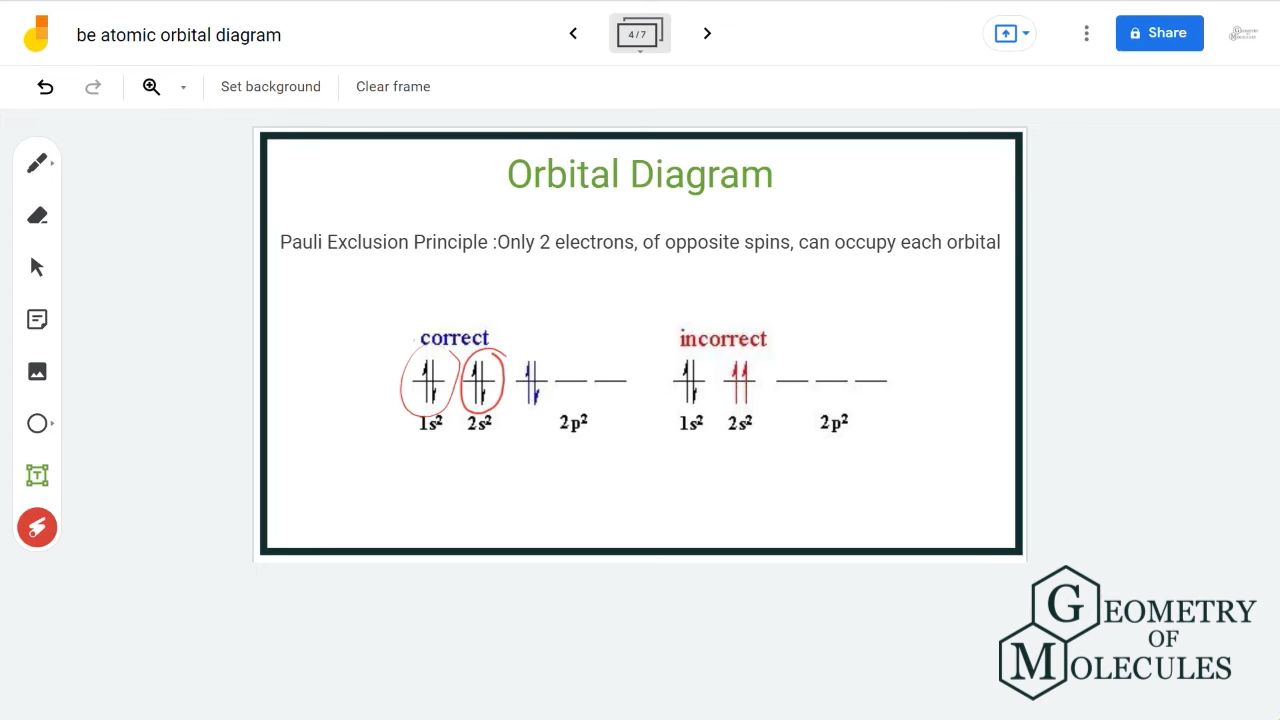 be atomic orbital diagram
4 / 7
Share
Set background
Clear frame
Orbital Diagram
Pauli Exclusion Principle :Only 2 electrons, of opposite spins, can occupy each orbital
correct
incorrect
1s²
2s²
2p²
1s²
2s²
2p²
T
GEOMETRY
OF
MOLECULES